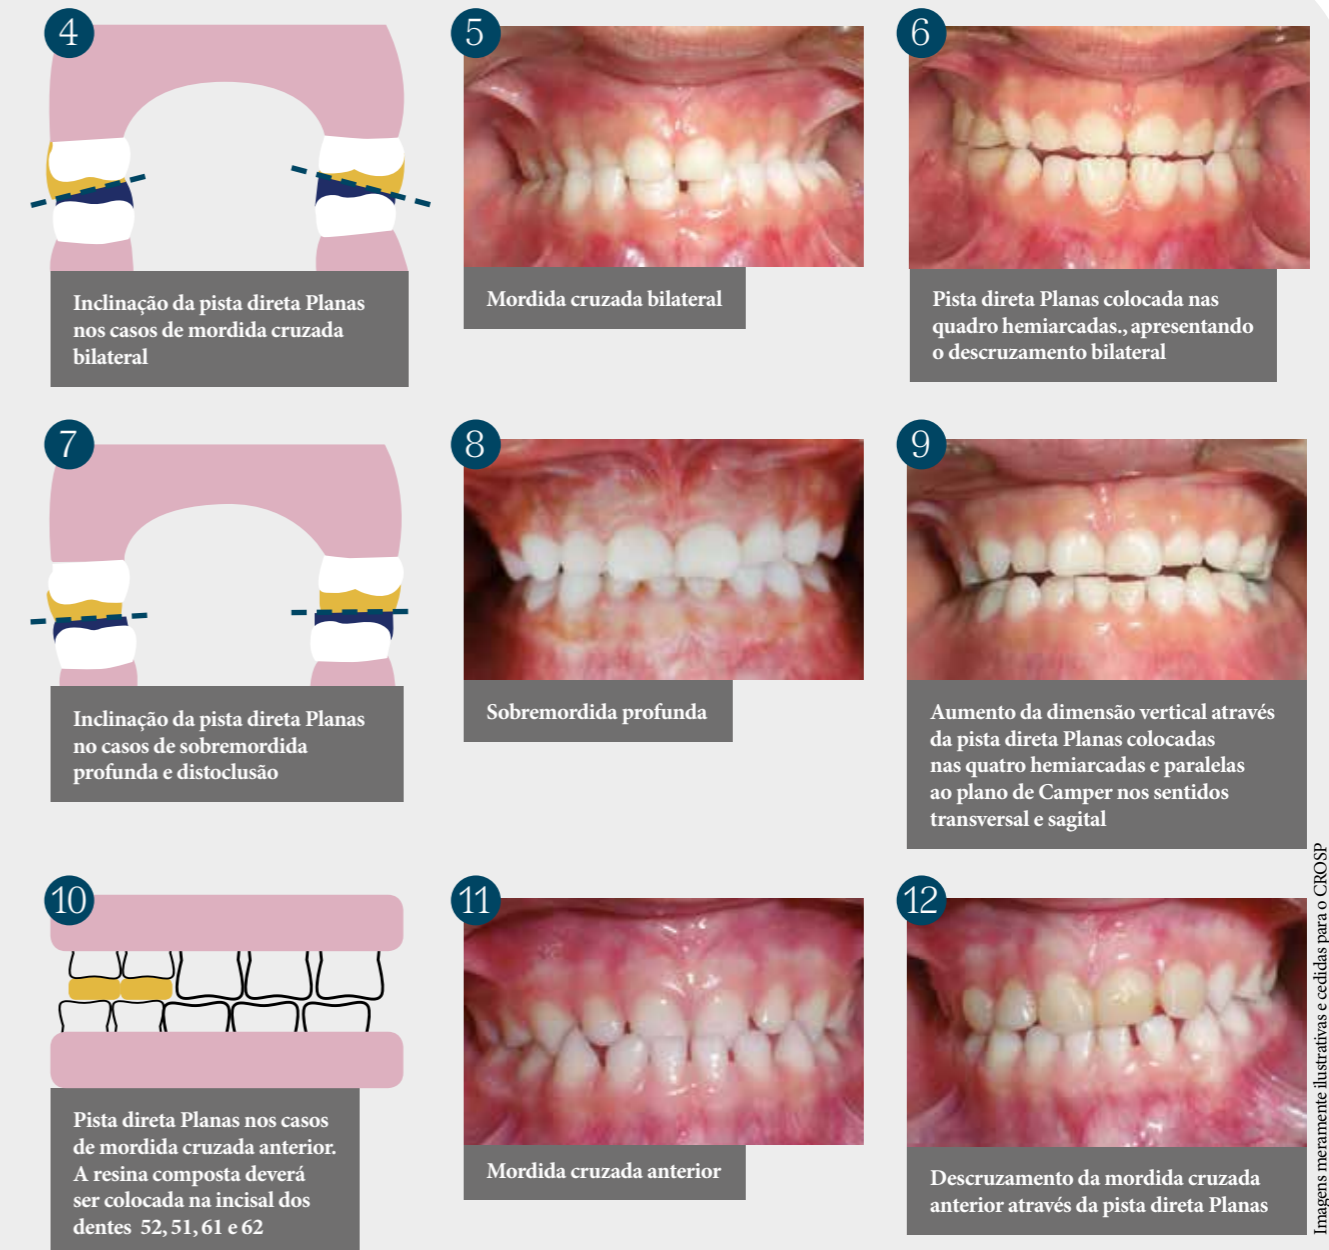 4
Inclinação da pista direta Planas
nos casos de mordida cruzada
bilateral
5
Mordida cruzada bilateral
6
Pista direta Planas colocada nas
quadro hemiarcadas., apresentando
o descruzamento bilateral
7
Inclinação da pista direta Planas
no casos de sobremordida
profunda e distoclusão
8
Sobremordida profunda
9
Aumento da dimensão vertical através
da pista direta Planas colocadas
nas quatro hemiarcadas e paralelas
ao plano de Camper nos sentidos
transversal e sagital
10
Pista direta Planas nos casos
de mordida cruzada anterior.
A resina composta deverá
ser colocada na incisal dos
dentes 52, 51, 61 e 62
11
Mordida cruzada anterior
12
Descruzamento da mordida cruzada
anterior através da pista direta Planas
Imagens meramente ilustrativas e cedidas para o CROSP